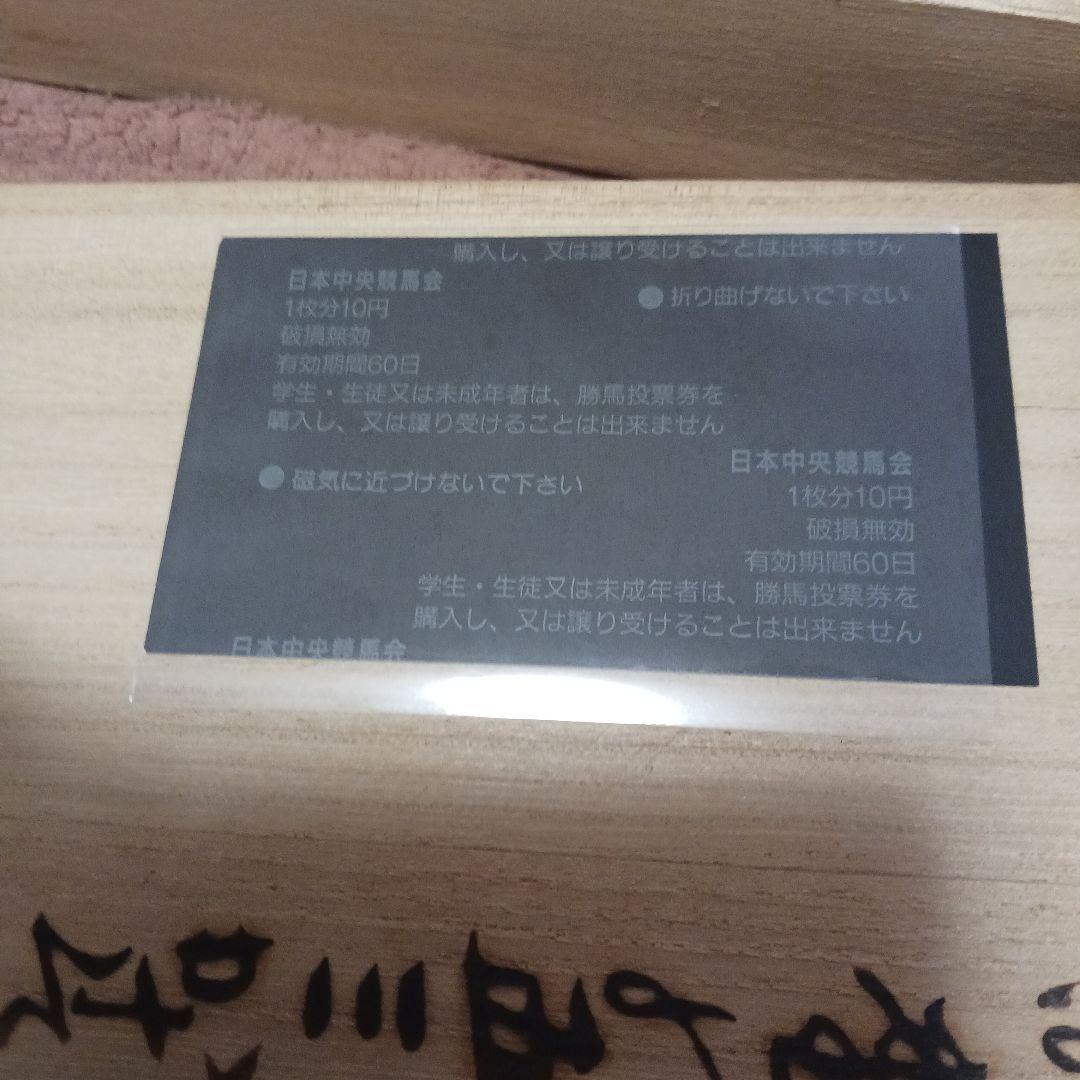 購入し、又は譲り受けることは出来ません
日本中央競馬会
1枚分10円
破損無効
有効期間60日
学生・生徒又は未成年者は、勝馬投票券を
購入し、又は譲り受けることは出来ません
●折り曲げないで下さい
●磁気に近づけないで下さい
日本中央競馬会
1枚分10円
破損無効
有効期間60日
学生・生徒又は未成年者は、勝馬投票券を
購入し、又は譲り受けることは出来ません
日本中央競馬会